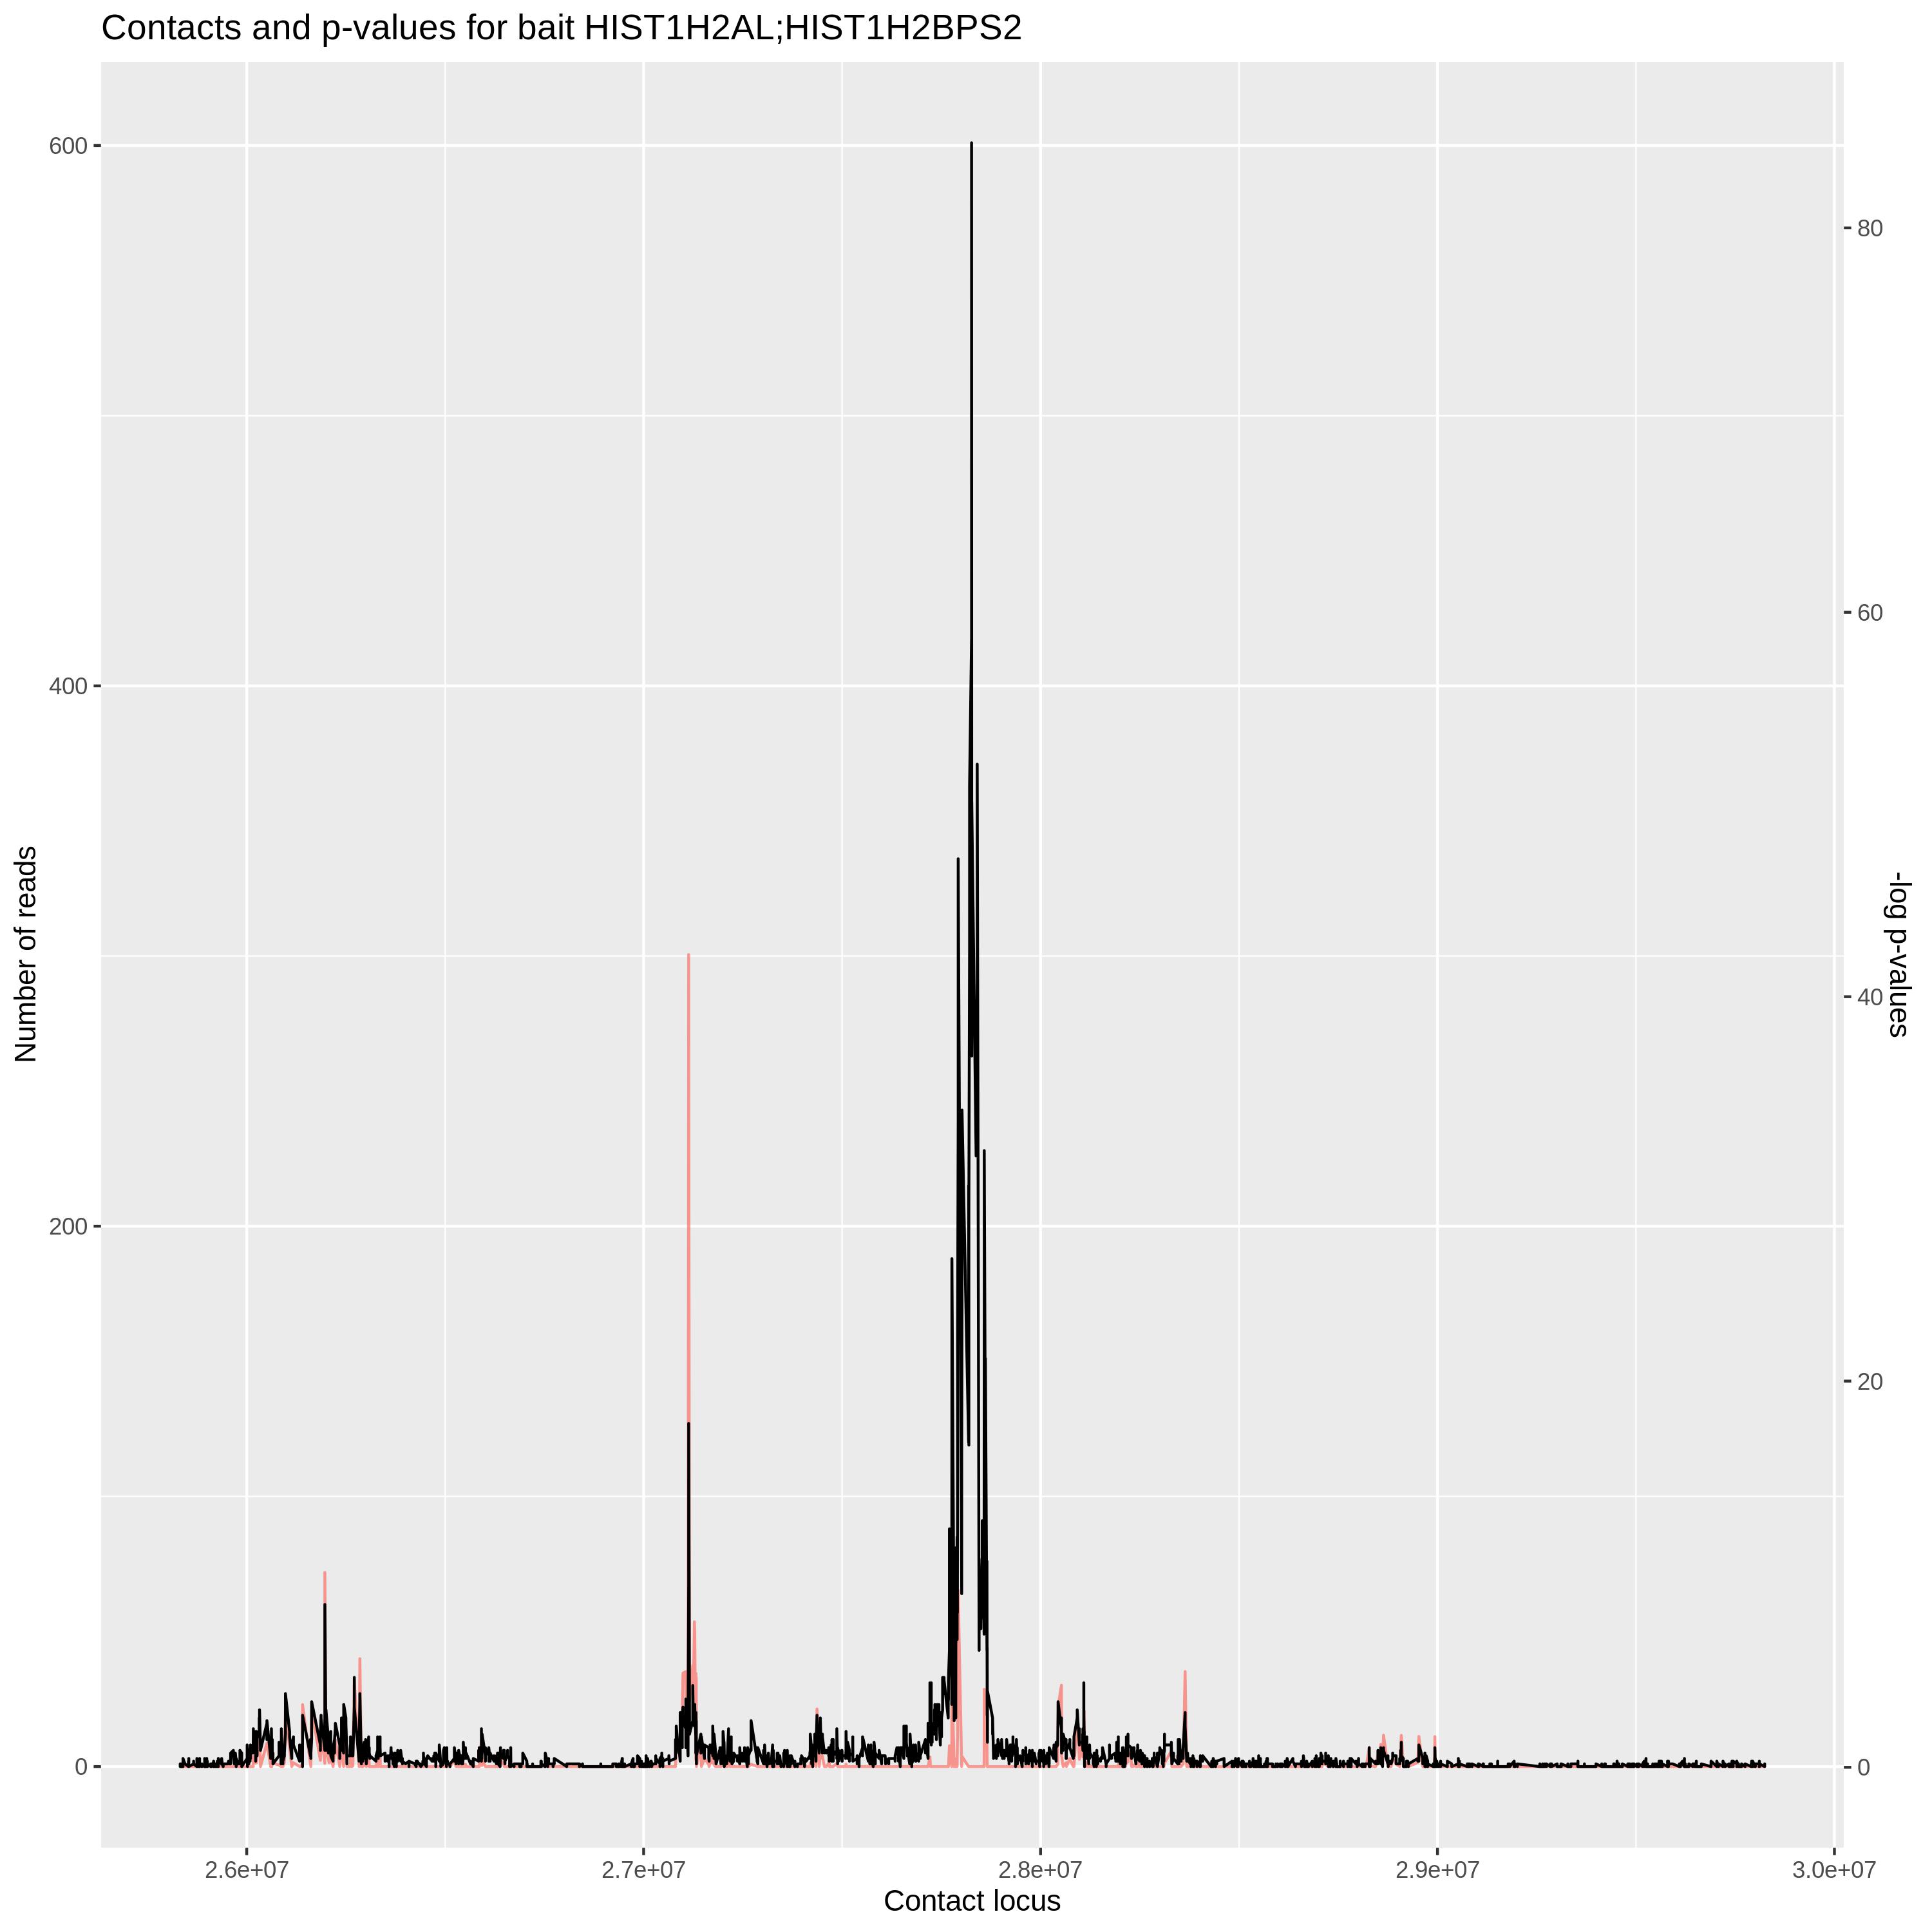 Contacts and p-values for bait HIST1H2AL;HIST1H2BPS2
600
400
200
0
80
60
40
20
0
Number of reads
-log p-values
2.6e+07 2.7e+07 2.8e+07 2.9e+07 3.0e+07
Contact locus